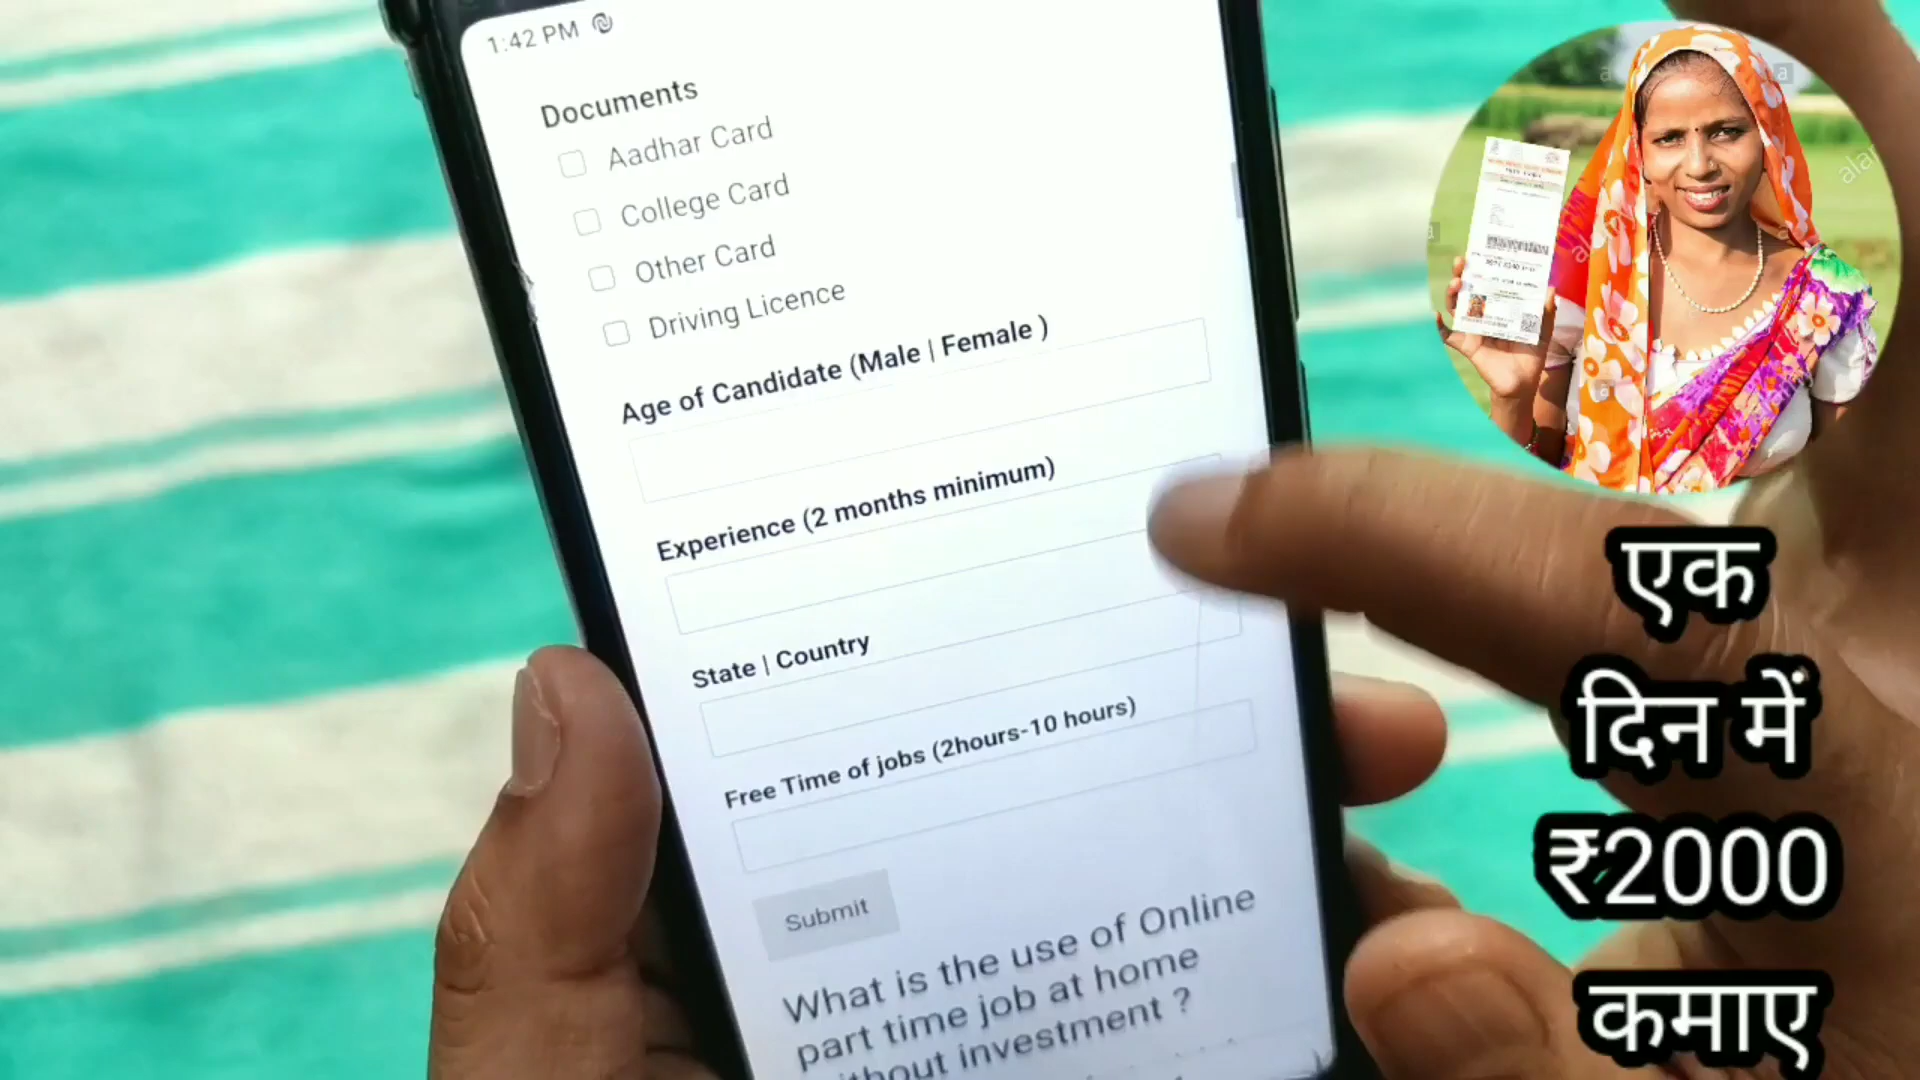 1:42 PM
Documents
Aadhar Card
College Card
Other Card
Driving Licence
Age of Candidate (Male | Female )
Experience (2 months minimum)
State | Country
Free Time of jobs (2hours-10 hours)
Submit
What is the use of Online
part time job at home
without investment ?
एक
दिन में
₹2000
कमाए